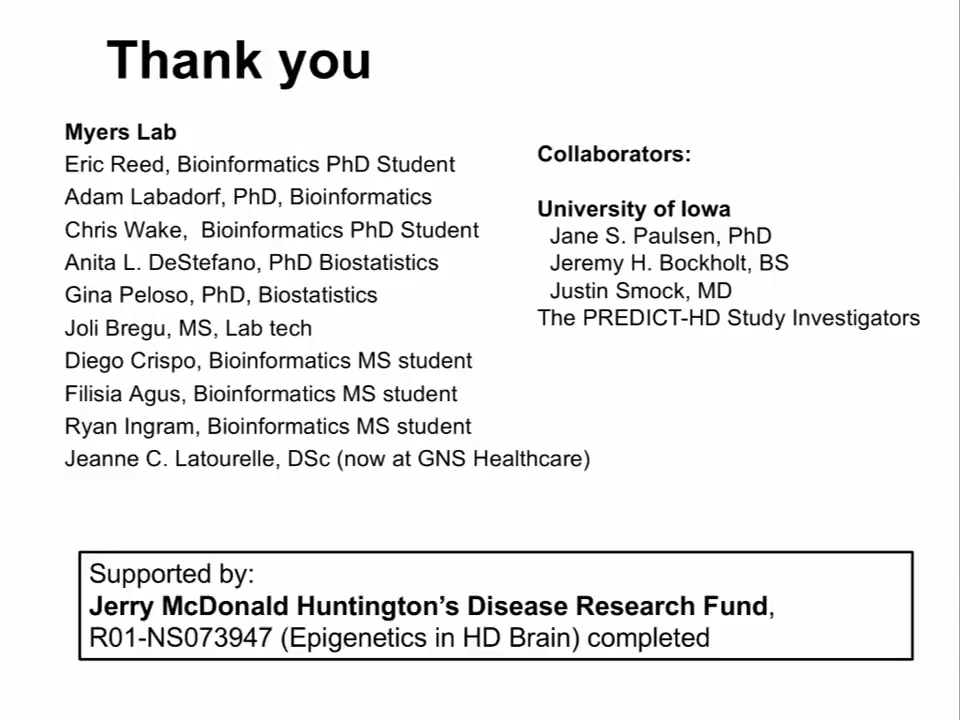 Thank you
Myers Lab
Eric Reed, Bioinformatics PhD Student
Adam Labadorf, PhD, Bioinformatics
Chris Wake,  Bioinformatics PhD Student
Anita L. DeStefano, PhD Biostatistics
Gina Peloso, PhD, Biostatistics
Joli Bregu, MS, Lab tech
Diego Crispo, Bioinformatics MS student
Filisia Agus, Bioinformatics MS student
Ryan Ingram, Bioinformatics MS student
Jeanne C. Latourelle, DSc (now at GNS Healthcare)
Collaborators:
University of Iowa
Jane S. Paulsen, PhD
Jeremy H. Bockholt, BS
Justin Smock, MD
The PREDICT-HD Study Investigators
Supported by:
Jerry McDonald Huntington’s Disease Research Fund,
R01-NS073947 (Epigenetics in HD Brain) completed